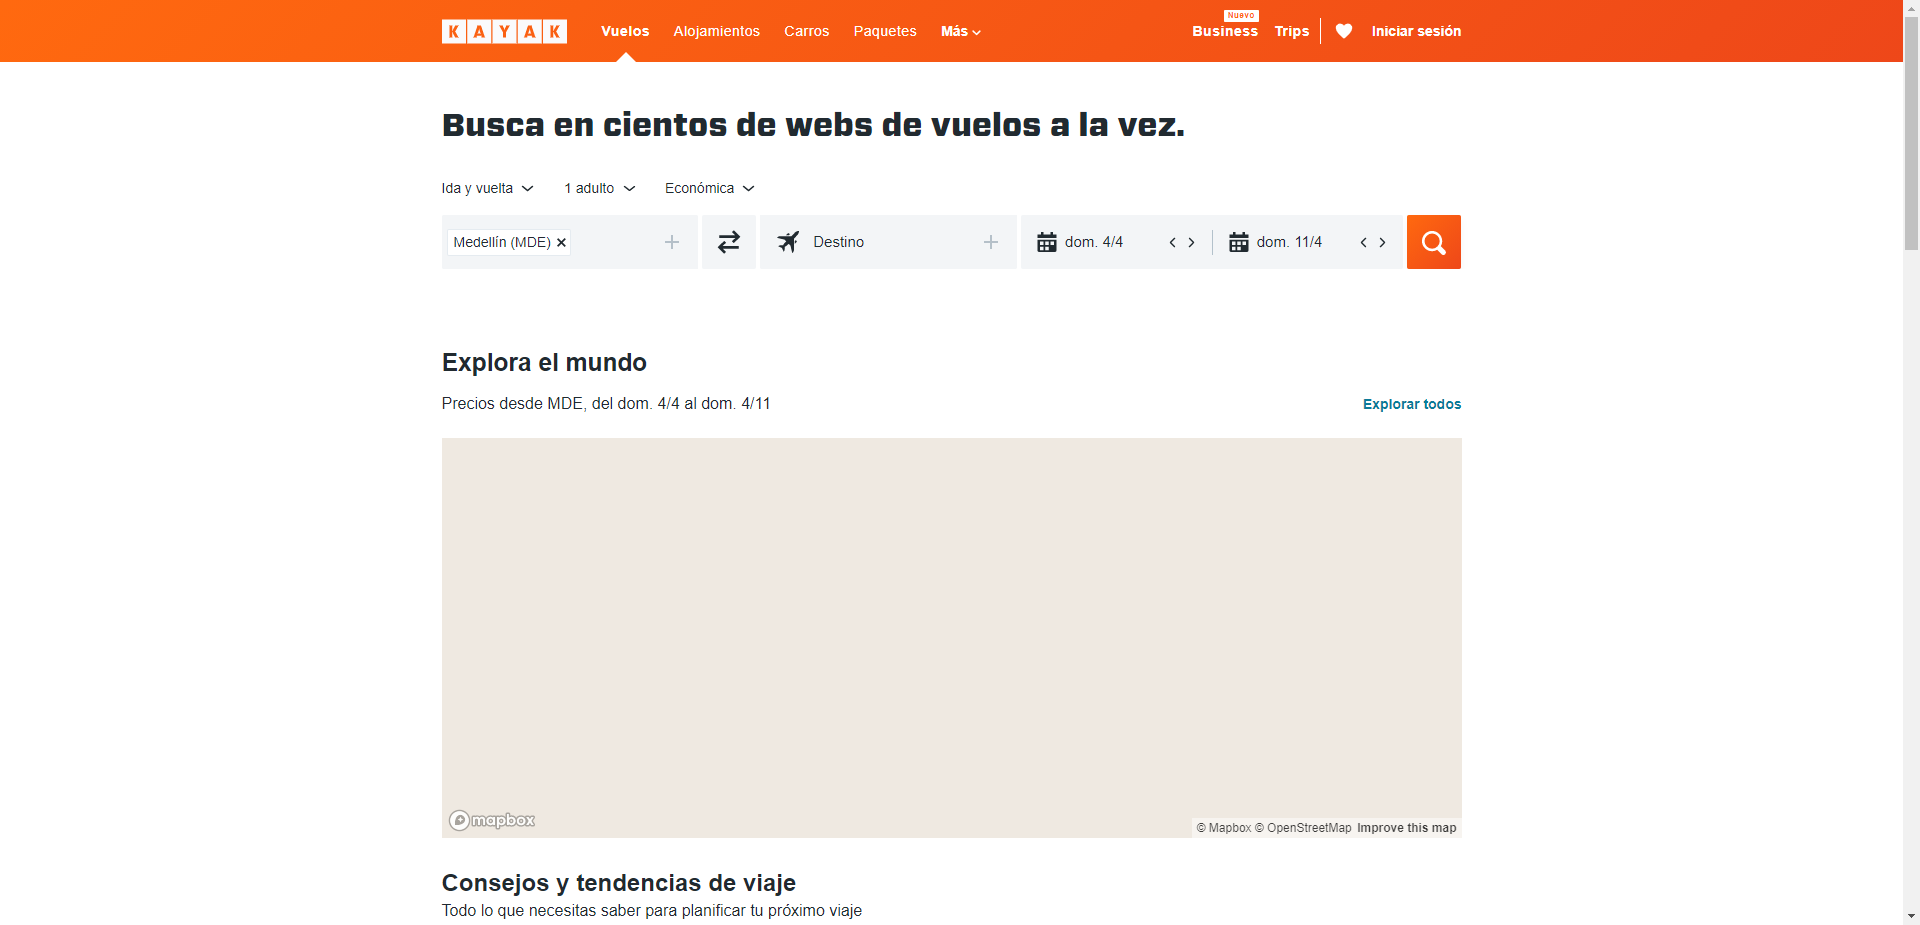 KAYAK Vuelos Alojamientos Carros Paquetes Más Nuevo Business Trips Iniciar sesión
Busca en cientos de webs de vuelos a la vez.
Ida y vuelta 1 adulto Económica
Medellín (MDE) Destino dom. 4/4 dom. 11/4
Explora el mundo
Precios desde MDE, del dom. 4/4 al dom. 4/11 Explorar todos
mapbox © Mapbox © OpenStreetMap Improve this map
Consejos y tendencias de viaje
Todo lo que necesitas saber para planificar tu próximo viaje